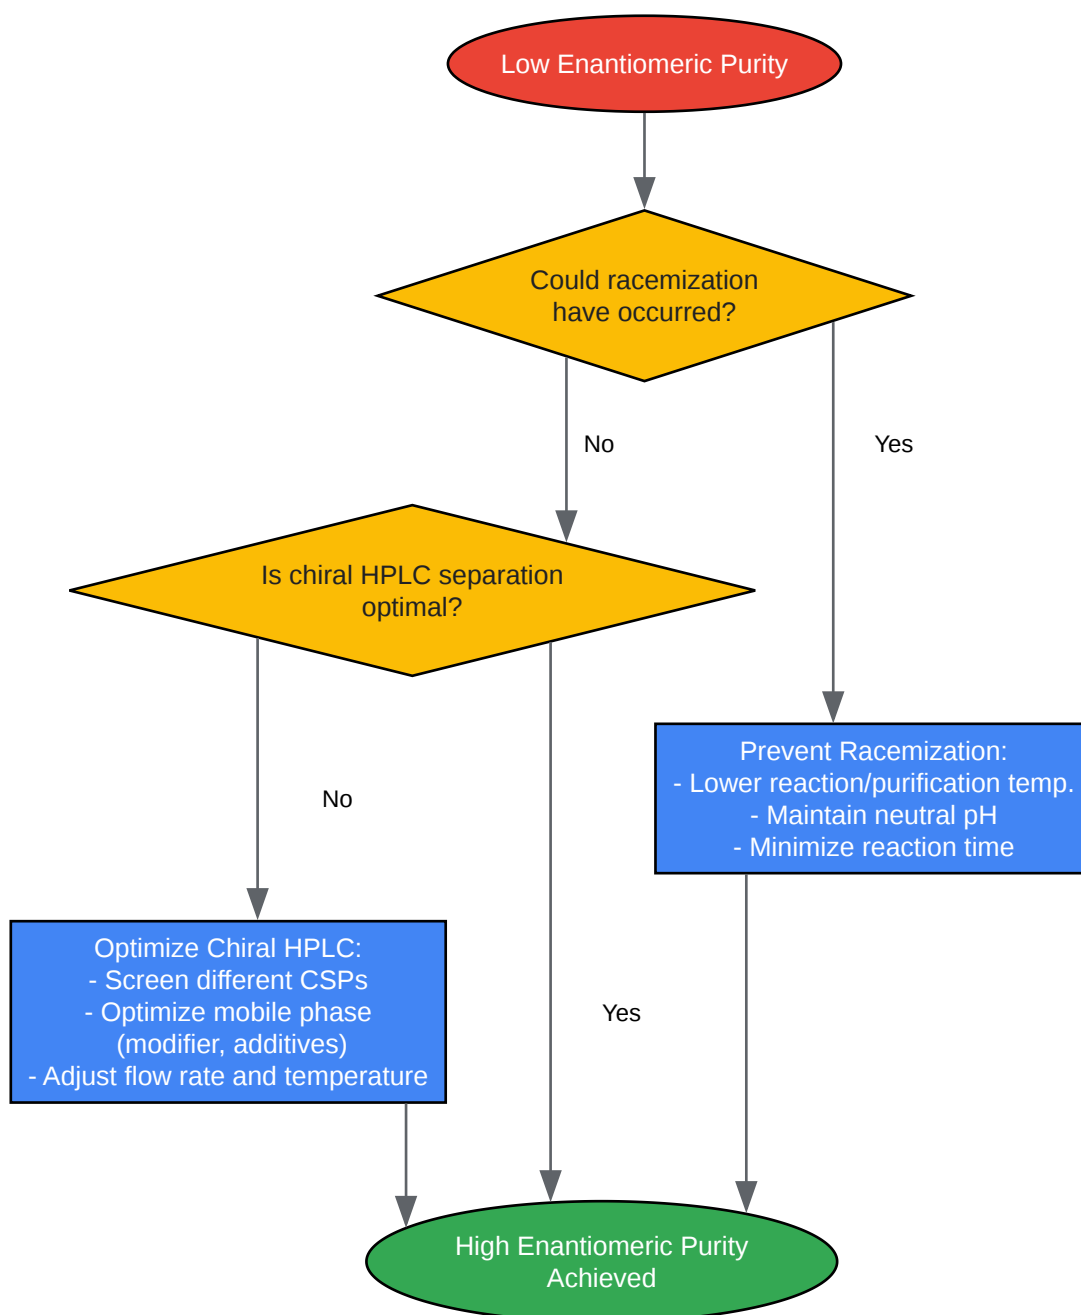 Low Enantiomeric Purity
Could racemization
have occurred?
No
Yes
Is chiral HPLC separation
optimal?
Prevent Racemization:
- Lower reaction/purification temp.
- Maintain neutral pH
- Minimize reaction time
No
Optimize Chiral HPLC:
- Screen different CSPs
- Optimize mobile phase
(modifier, additives)
- Adjust flow rate and temperature
Yes
High Enantiomeric Purity
Achieved